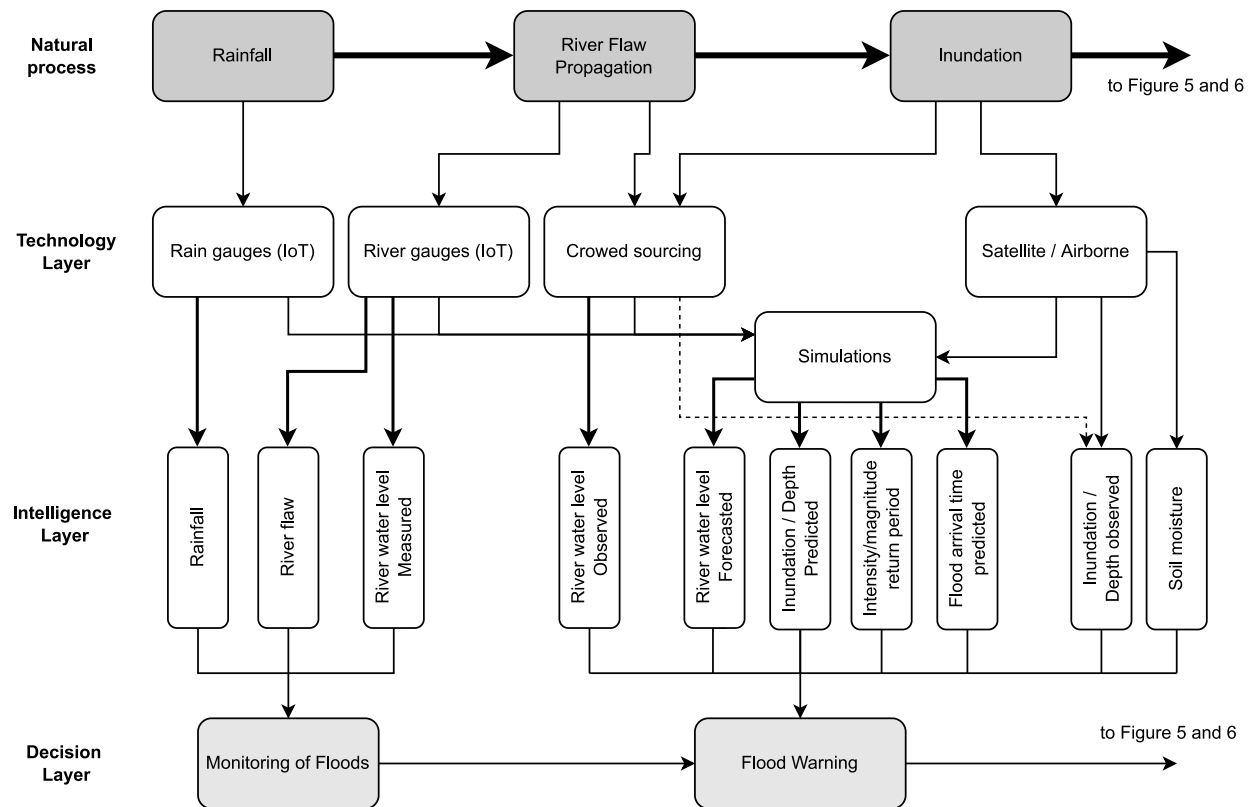 Natural
process
Rainfall
River Flaw
Propagation
Inundation
to Figure 5 and 6
Technology
Layer
Rain gauges (IoT)
River gauges (IoT)
Crowed sourcing
Satellite / Airborne
Simulations
Intelligence
Layer
Rainfall
River flaw
River water level
Measured
River water level
Observed
River water level
Forecasted
Inundation / Depth
Predicted
Intensity/magnitude
return period
Flood arrival time
predicted
Inundation /
Depth observed
Soil moisture
Decision
Layer
Monitoring of Floods
Flood Warning
to Figure 5 and 6